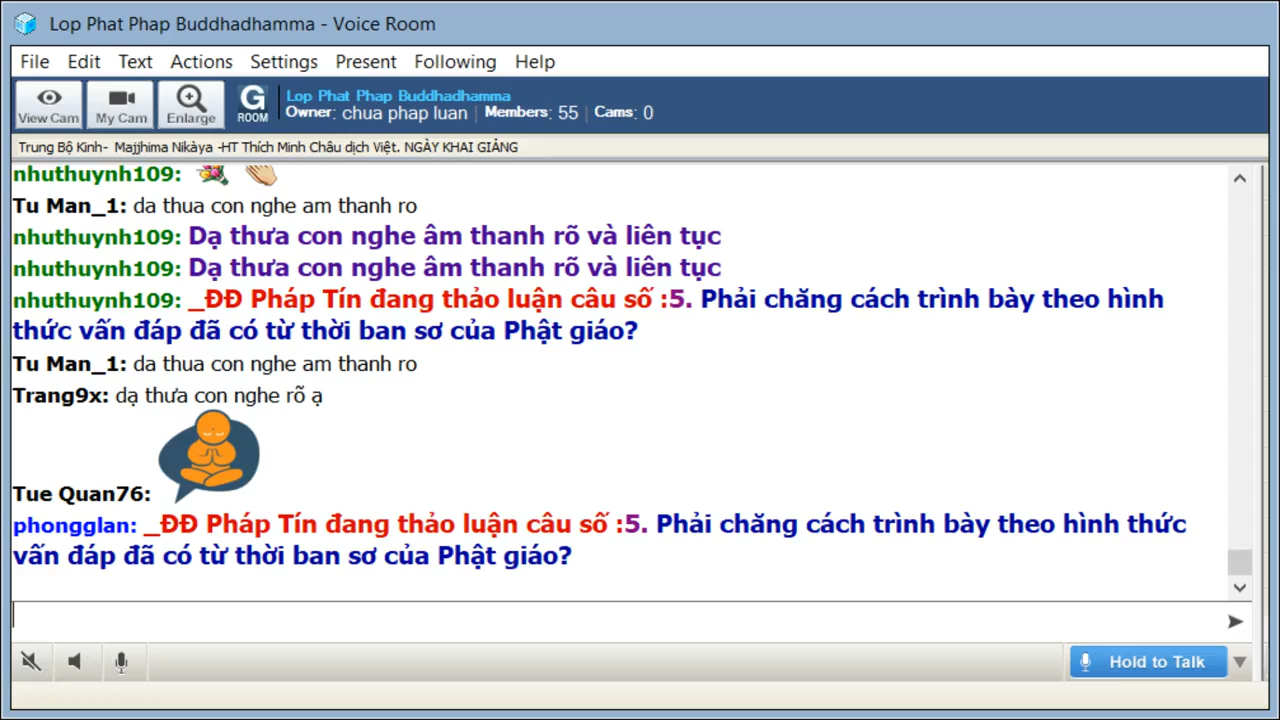 Lop Phat Phap Buddhadhamma - Voice Room
File Edit Text Actions Settings Present Following Help
View Cam My Cam Enlarge G ROOM Lop Phat Phap Buddhadhamma
Owner: chua phap luan | Members: 55 | Cams: 0
Trung Bộ Kinh- Majjhima Nikàya -HT Thích Minh Châu dịch Việt. NGÀY KHAI GIẢNG
nhuthuynh109:
Tu Man_1: da thua con nghe am thanh ro
nhuthuynh109: Dạ thưa con nghe âm thanh rõ và liên tục
nhuthuynh109: Dạ thưa con nghe âm thanh rõ và liên tục
nhuthuynh109: _ĐĐ Pháp Tín đang thảo luận câu số :5. Phải chăng cách trình bày theo hình
thức vấn đáp đã có từ thời ban sơ của Phật giáo?
Tu Man_1: da thua con nghe am thanh ro
Trang9x: dạ thưa con nghe rõ ạ
Tue Quan76:
phongglan: _ĐĐ Pháp Tín đang thảo luận câu số :5. Phải chăng cách trình bày theo hình thức
vấn đáp đã có từ thời ban sơ của Phật giáo?
Hold to Talk